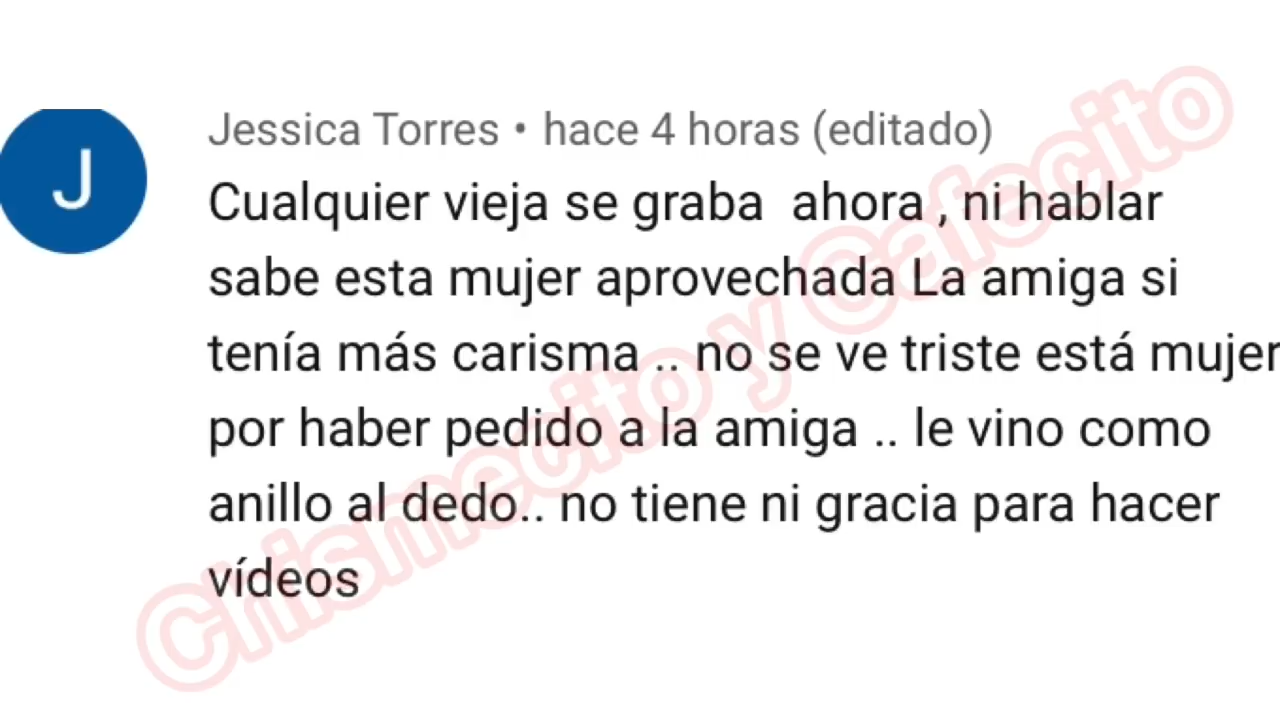 J
Jessica Torres • hace 4 horas (editado)
Cualquier vieja se graba  ahora , ni hablar
sabe esta mujer aprovechada La amiga si
tenía más carisma .. no se ve triste está mujer
por haber pedido a la amiga .. le vino como
anillo al dedo.. no tiene ni gracia para hacer
vídeos
Chismecito y Cafecito